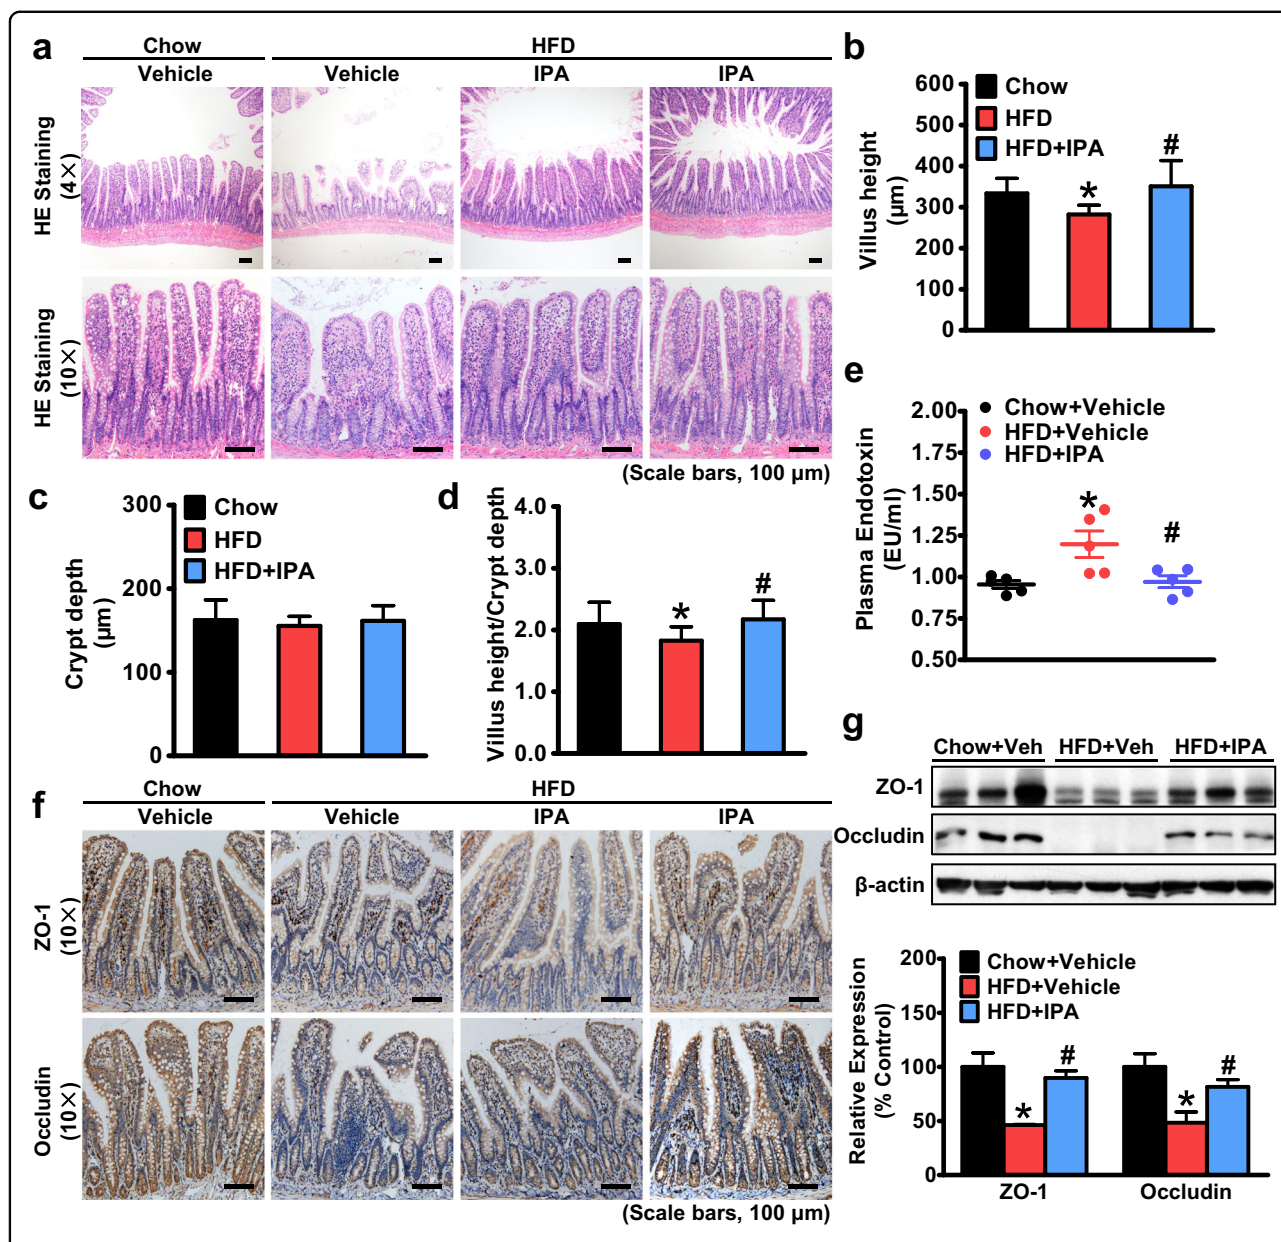 a
Chow
HFD
Vehicle
Vehicle
IPA
IPA
HE Staining
(4×)
HE Staining
(10×)
(Scale bars, 100 μm)
b
Villus height
(μm)
600
500
400
300
200
100
0
Chow
HFD
HFD+IPA
*
#
c
Crypt depth
(μm)
300
200
100
0
Chow
HFD
HFD+IPA
d
Villus height/Crypt depth
4.0
3.0
2.0
1.0
0.0
*
#
e
Plasma Endotoxin
(EU/ml)
2.00
1.75
1.50
1.25
1.00
0.75
0.50
Chow+Vehicle
HFD+Vehicle
HFD+IPA
*
#
f
Chow
HFD
Vehicle
Vehicle
IPA
IPA
ZO-1
(10×)
Occludin
(10×)
(Scale bars, 100 μm)
g
Chow+Veh
HFD+Veh
HFD+IPA
ZO-1
Occludin
β-actin
Relative Expression
(% Control)
200
150
100
50
0
Chow+Vehicle
HFD+Vehicle
HFD+IPA
*
#
*
#
ZO-1
Occludin